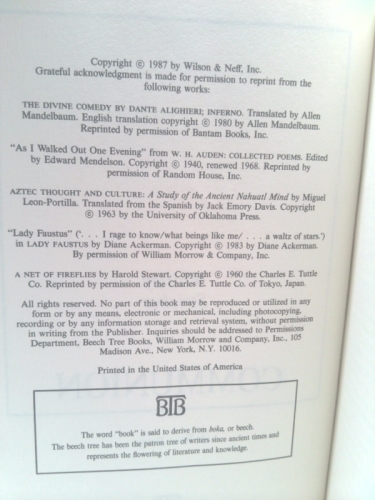 Copyright © 1987 by Wilson & Neff, Inc.
Grateful acknowledgment is made for permission to reprint from the
following works:
THE DIVINE COMEDY BY DANTE ALIGHIERI; INFERNO. Translated by Allen
Mandelbaum. English translation copyright © 1980 by Allen Mandelbaum.
Reprinted by permission of Bantam Books, Inc.
"As I Walked Out One Evening" from W. H. AUDEN: COLLECTED POEMS. Edited
by Edward Mendelson. Copyright © 1940, renewed 1968. Reprinted by
permission of Random House, Inc.
AZTEC THOUGHT AND CULTURE: A Study of the Ancient Nahuatl Mind by Miguel
Leon-Portilla. Translated from the Spanish by Jack Emory Davis. Copyright
© 1963 by the University of Oklahoma Press.
"Lady Faustus" ('. . . I rage to know/what beings like me/ . . . a waltz of stars.')
in LADY FAUSTUS by Diane Ackerman. Copyright © 1983 by Diane Ackerman.
By permission of William Morrow & Company, Inc.
A NET OF FIREFLIES by Harold Stewart. Copyright © 1960 the Charles E. Tuttle
Co. Reprinted by permission of the Charles E. Tuttle Co. of Tokyo, Japan.
All rights reserved. No part of this book may be reproduced or utilized in any
form or by any means, electronic or mechanical, including photocopying,
recording or by any information storage and retrieval system, without permission
in writing from the Publisher. Inquiries should be addressed to Permissions
Department, Beech Tree Books, William Morrow and Company, Inc., 105
Madison Ave., New York, N.Y. 10016.
Printed in the United States of America
BTB
The word "book" is said to derive from boka, or beech.
The beech tree has been the patron tree of writers since ancient times and
represents the flowering of literature and knowledge.